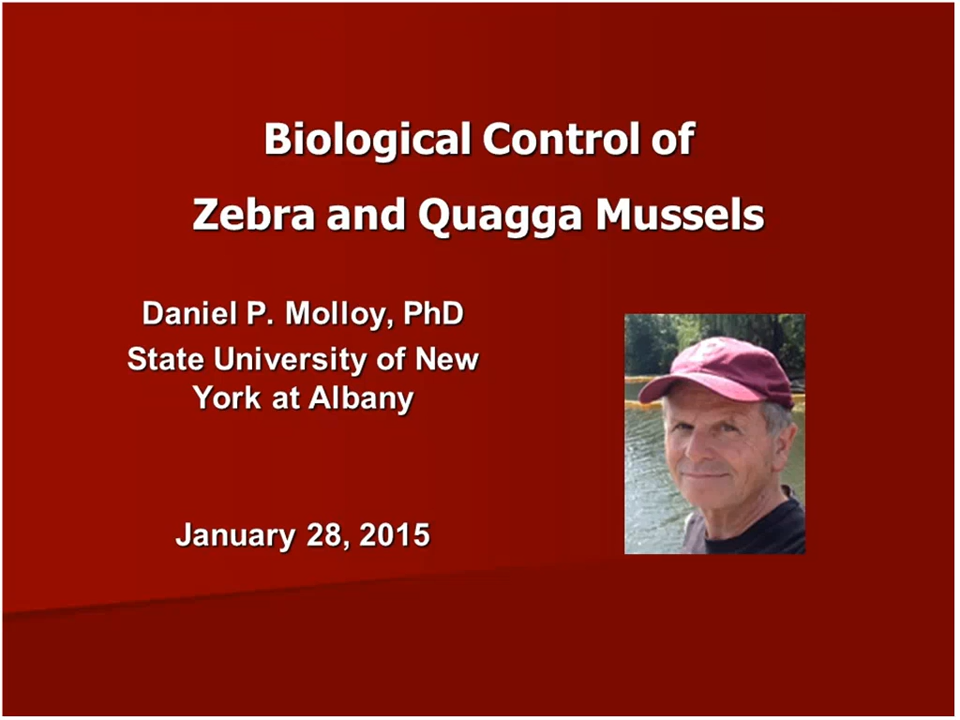 Biological Control of
Zebra and Quagga Mussels
Daniel P. Molloy, PhD
State University of New
York at Albany
January 28, 2015